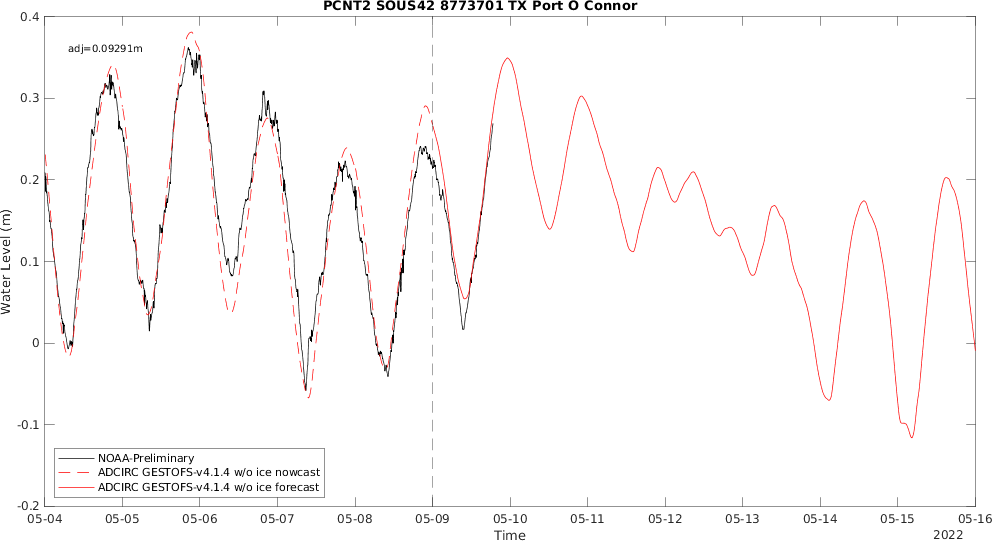 PCNT2 SOUS42 8773701 TX Port O Connor
adj=0.09291m
0.4
0.3
0.2
0.1
0
-0.1
-0.2
Water Level (m)
NOAA-Preliminary
ADCIRC GESTOFS-v4.1.4 w/o ice nowcast
ADCIRC GESTOFS-v4.1.4 w/o ice forecast
05-04 05-05 05-06 05-07 05-08 05-09 05-10 05-11 05-12 05-13 05-14 05-15 05-16
Time
2022